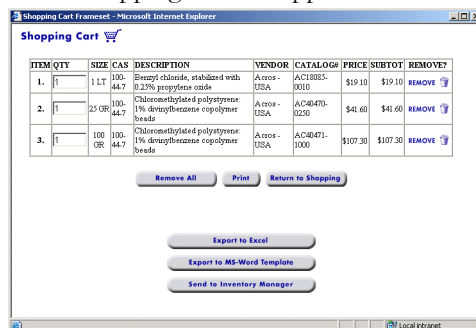 Shopping Cart Frameset - Microsoft Internet Explorer
Shopping Cart
ITEM QTY SIZE CAS DESCRIPTION VENDOR CATALOG# PRICE SUBTOT REMOVE?
1. 1 1 LT 100-44-7 Benzyl chloride, stabilized with 0.25% propylene oxide Acros - USA AC18085-0010 $19.10 $19.10 REMOVE
2. 1 25 GR 100-44-7 Chloromethylated polystyrene: 1% divinylbenzene copolymer beads Acros - USA AC40470-0250 $41.60 $41.60 REMOVE
3. 1 100 GR 100-44-7 Chloromethylated polystyrene: 1% divinylbenzene copolymer beads Acros - USA AC40471-1000 $107.30 $107.30 REMOVE
Remove All Print Return to Shopping
Export to Excel
Export to MS-Word Template
Send to Inventory Manager
Local intranet